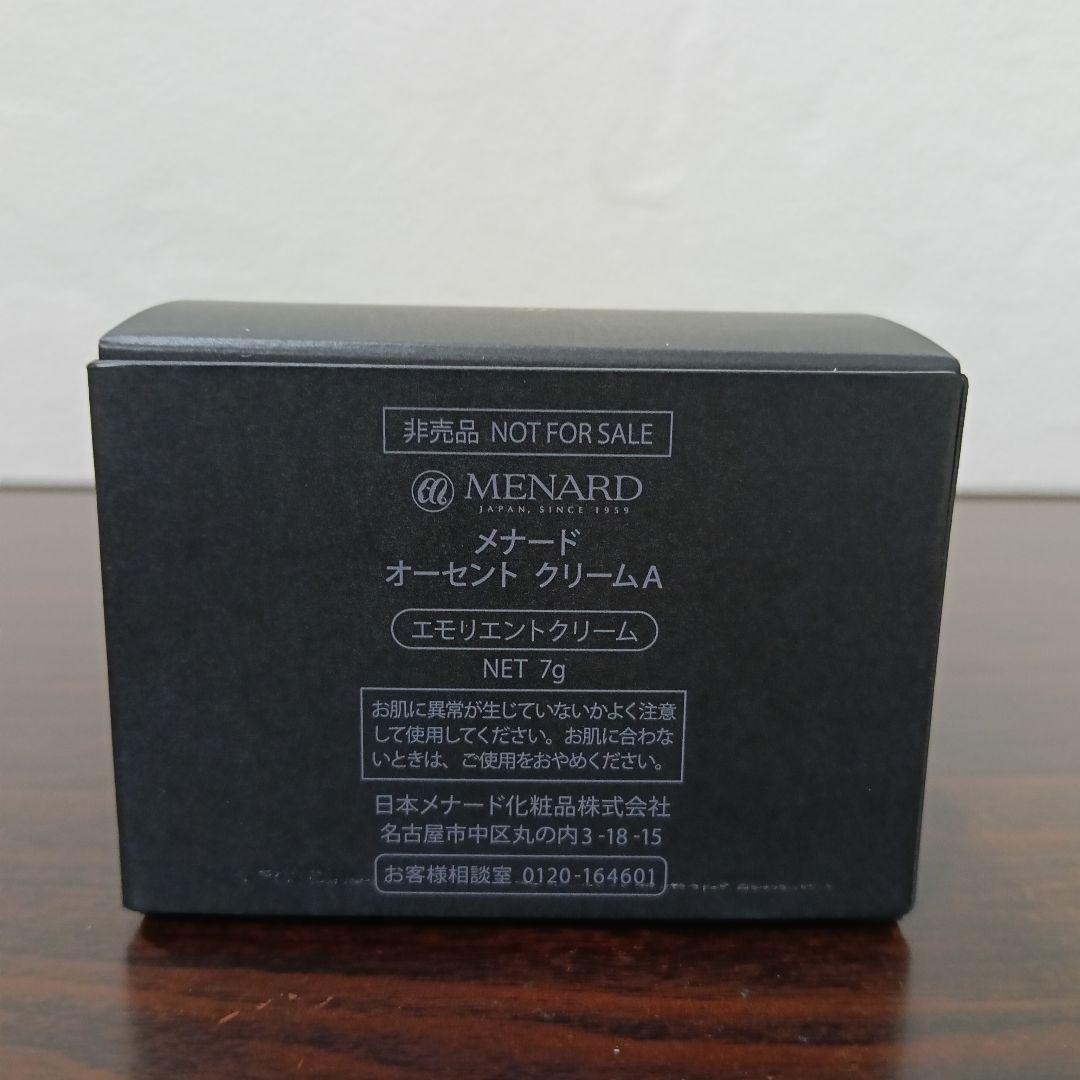 非売品 NOT FOR SALE
MENARD
JAPAN, SINCE 1959
メナード
オーセント クリームA
エモリエントクリーム
NET 7g
お肌に異常が生じていないかよく注意
して使用してください。お肌に合わな
いときは、ご使用をおやめください。
日本メナード化粧品株式会社
名古屋市中区丸の内3-18-15
お客様相談室 0120-164601